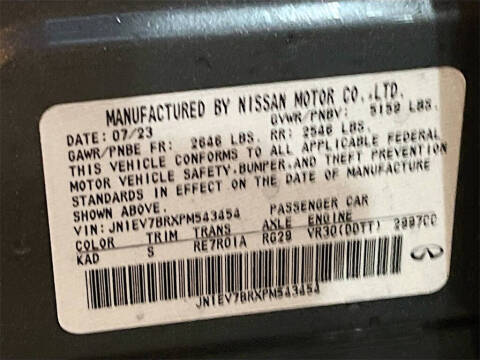 MANUFACTURED BY NISSAN MOTOR CO.,LTD.
DATE: 07/23 GVWR/PNBV: 5159 LBS.
GAWR/PNBE FR: 2646 LBS. RR: 2546 LBS.
THIS VEHICLE CONFORMS TO ALL APPLICABLE FEDERAL
MOTOR VEHICLE SAFETY,BUMPER,AND THEFT PREVENTION
STANDARDS IN EFFECT ON THE DATE OF MANUFACTURE
SHOWN ABOVE.
VIN: JN1EV7BRXPM543454 PASSENGER CAR
COLOR TRIM TRANS AXLE ENGINE
KAD S RE7R01A RG29 VR30(DDTT) 2997CC
JN1EV7BRXPM543454